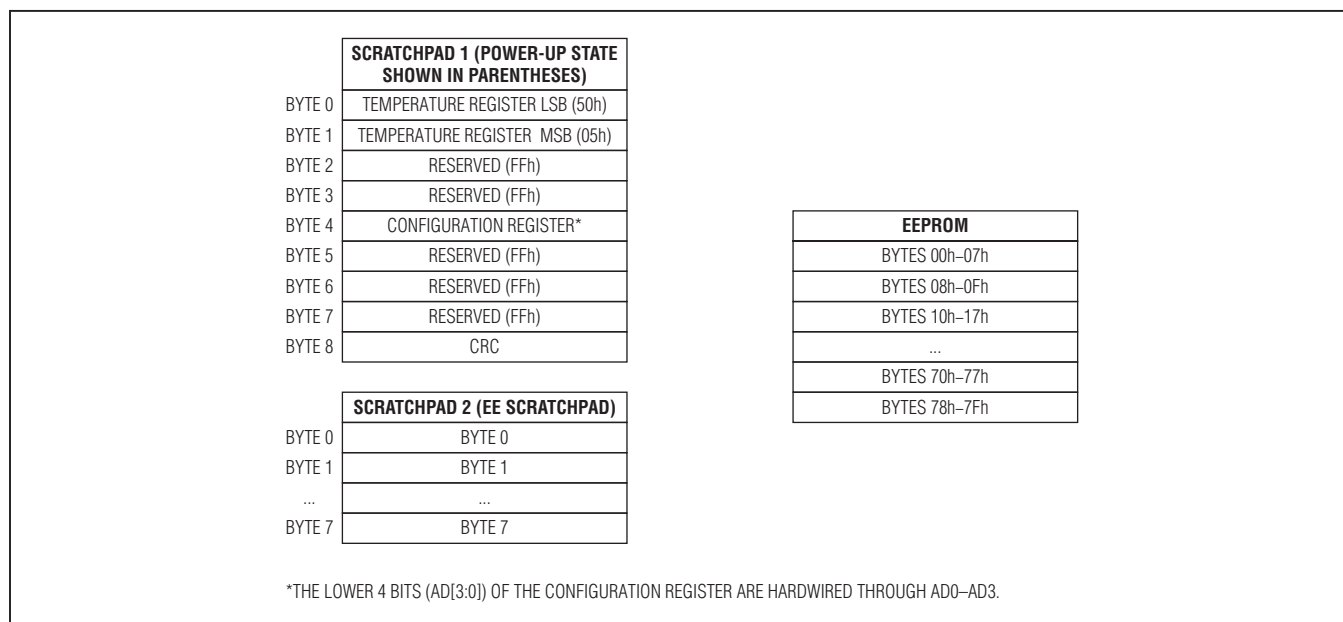 SCRATCHPAD 1 (POWER-UP STATE
SHOWN IN PARENTHESES)
BYTE 0 TEMPERATURE REGISTER LSB (50h)
BYTE 1 TEMPERATURE REGISTER MSB (05h)
BYTE 2 RESERVED (FFh)
BYTE 3 RESERVED (FFh)
BYTE 4 CONFIGURATION REGISTER*
BYTE 5 RESERVED (FFh)
BYTE 6 RESERVED (FFh)
BYTE 7 RESERVED (FFh)
BYTE 8 CRC
SCRATCHPAD 2 (EE SCRATCHPAD)
BYTE 0 BYTE 0
BYTE 1 BYTE 1
... ...
BYTE 7 BYTE 7
EEPROM
BYTES 00h–07h
BYTES 08h–0Fh
BYTES 10h–17h
...
BYTES 70h–77h
BYTES 78h–7Fh
*THE LOWER 4 BITS (AD[3:0]) OF THE CONFIGURATION REGISTER ARE HARDWIRED THROUGH AD0–AD3.